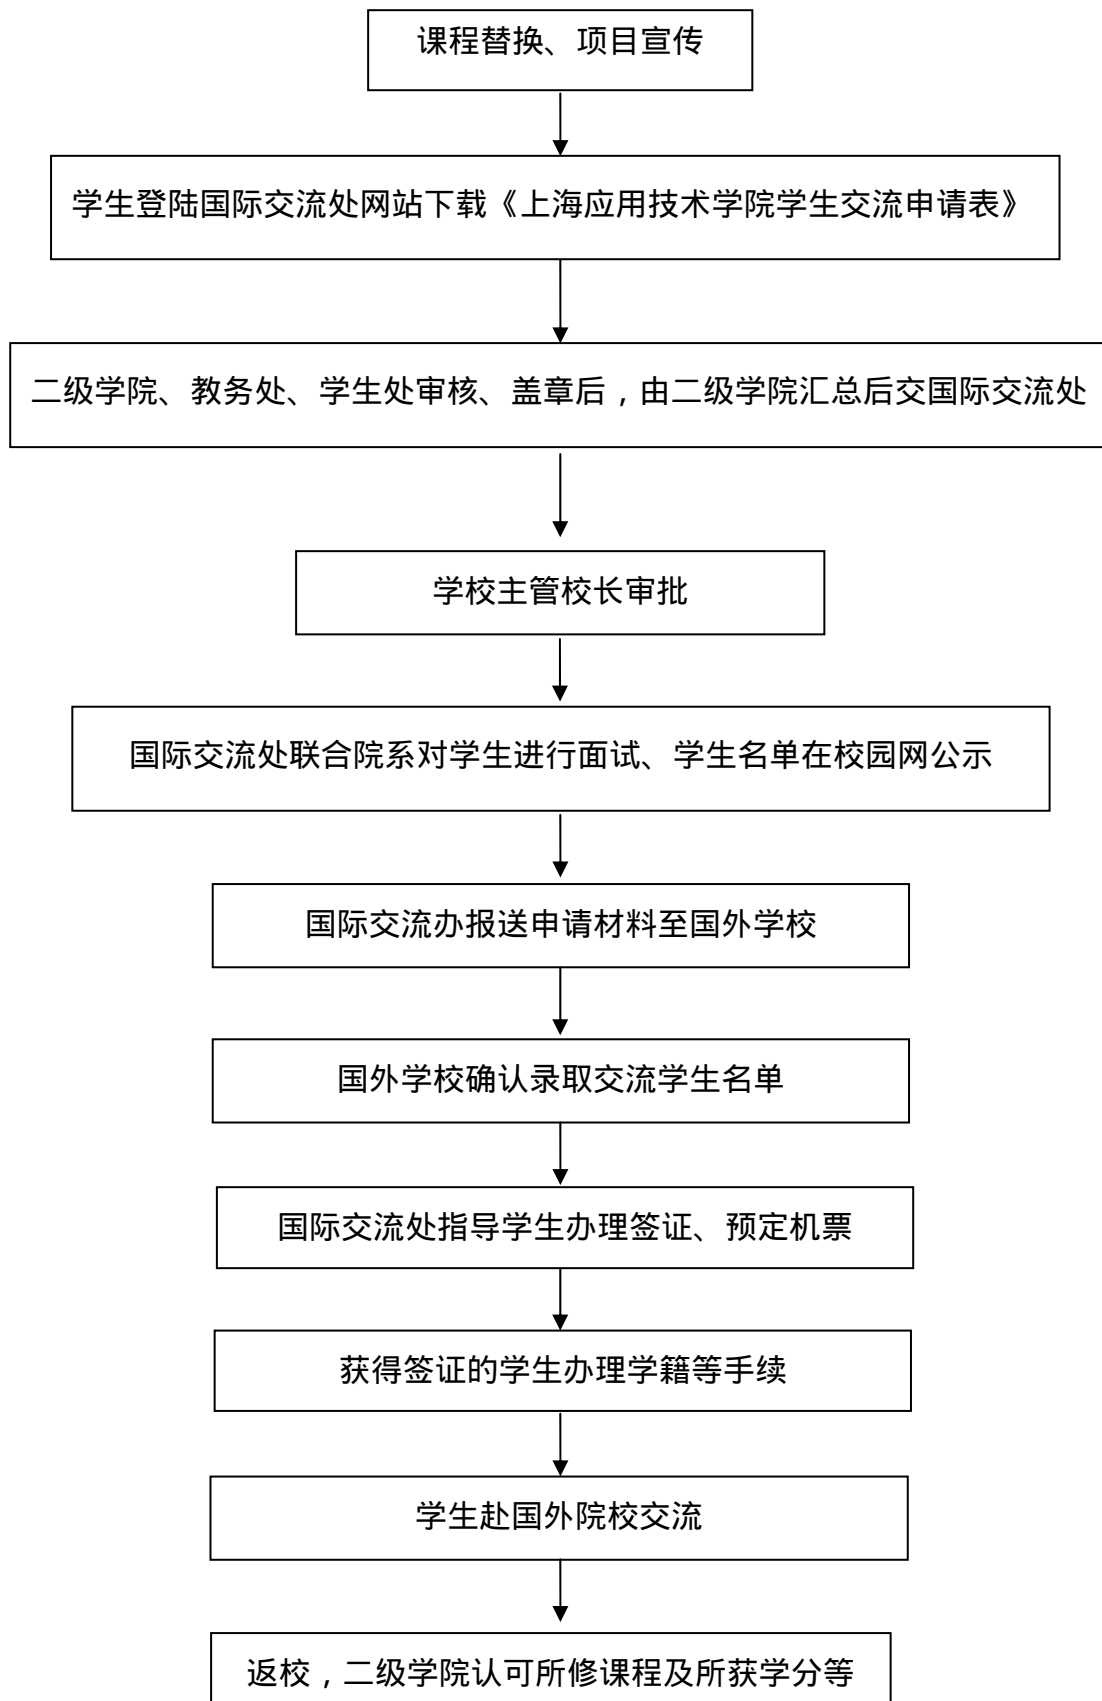 课程替换、项目宣传
学生登陆国际交流处网站下载《上海应用技术学院学生交流申请表》
二级学院、教务处、学生处审核、盖章后，由二级学院汇总后交国际交流处
学校主管校长审批
国际交流处联合院系对学生进行面试、学生名单在校园网公示
国际交流办报送申请材料至国外学校
国外学校确认录取交流学生名单
国际交流处指导学生办理签证、预定机票
获得签证的学生办理学籍等手续
学生赴国外院校交流
返校，二级学院认可所修课程及所获学分等